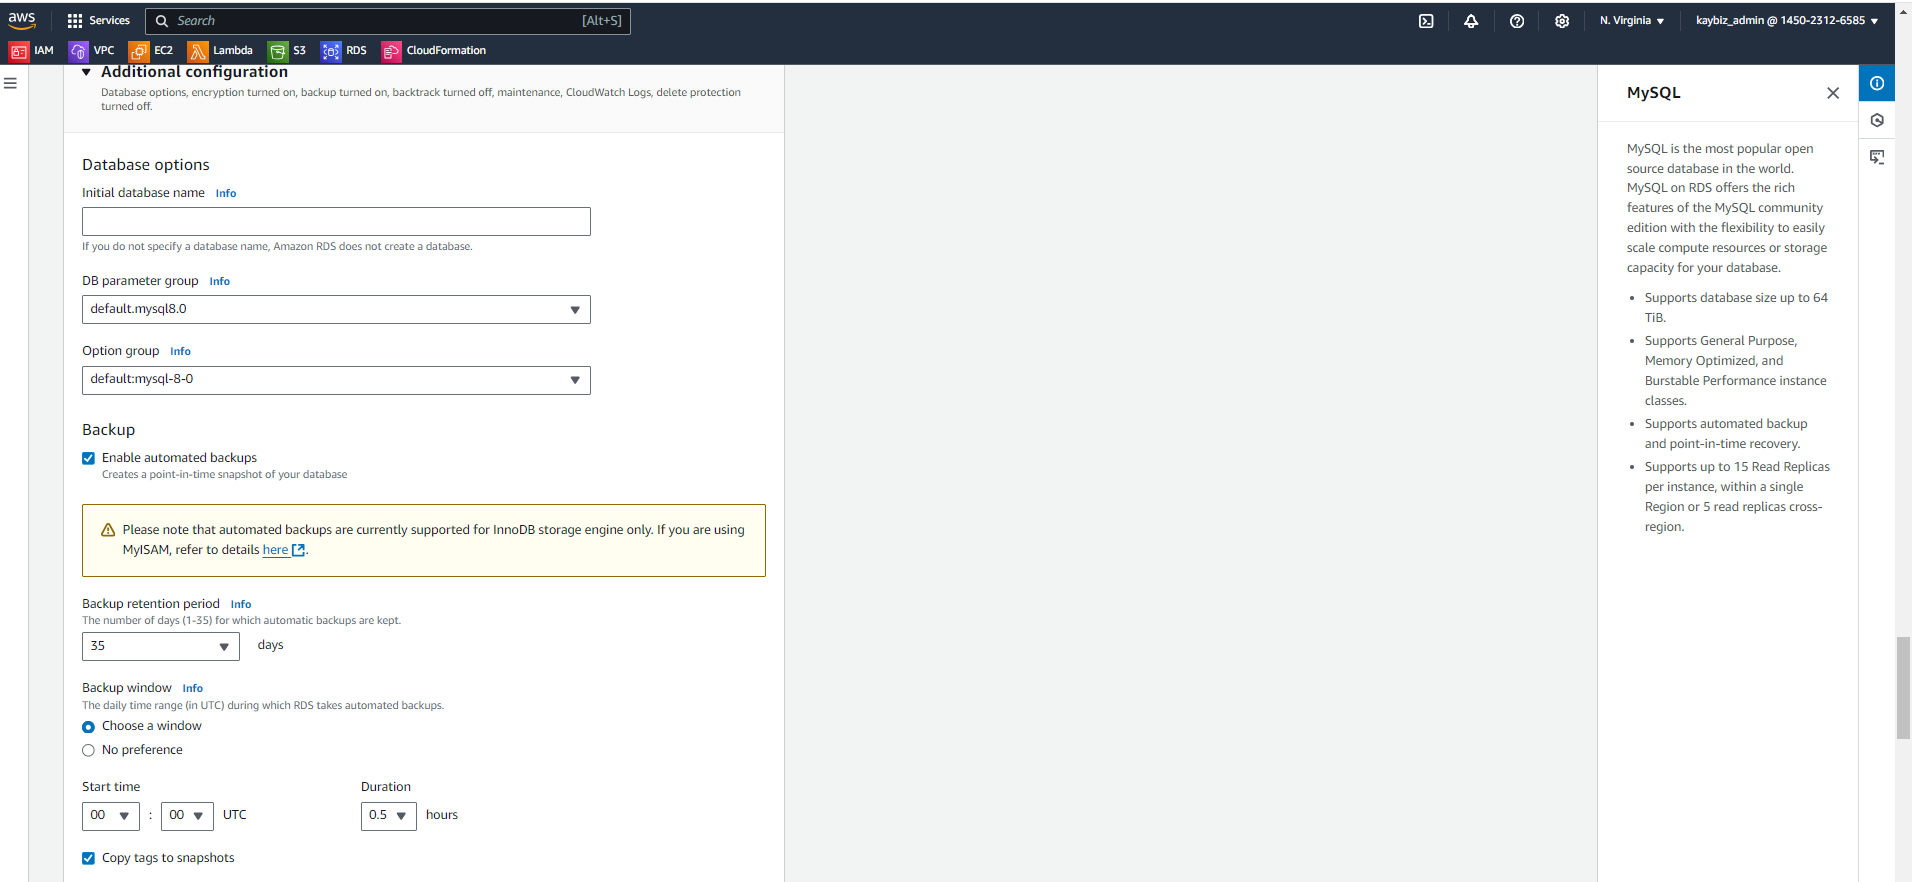 aws
Services
Search
[Alt+S]
N. Virginia
kaybiz_admin @ 1450-2312-6585
IAM
VPC
EC2
Lambda
S3
RDS
CloudFormation
Additional configuration
Database options, encryption turned on, backup turned on, backtrack turned off, maintenance, CloudWatch Logs, delete protection
turned off.
Database options
Initial database name Info
If you do not specify a database name, Amazon RDS does not create a database.
DB parameter group Info
default.mysql8.0
Option group Info
default:mysql-8-0
Backup
Enable automated backups
Creates a point-in-time snapshot of your database
Please note that automated backups are currently supported for InnoDB storage engine only. If you are using
MyISAM, refer to details here .
Backup retention period Info
The number of days (1-35) for which automatic backups are kept.
35 days
Backup window Info
The daily time range (in UTC) during which RDS takes automated backups.
Choose a window
No preference
Start time
00 : 00 UTC
Duration
0.5 hours
Copy tags to snapshots
MySQL
MySQL is the most popular open
source database in the world.
MySQL on RDS offers the rich
features of the MySQL community
edition with the flexibility to easily
scale compute resources or storage
capacity for your database.
• Supports database size up to 64
TiB.
• Supports General Purpose,
Memory Optimized, and
Burstable Performance instance
classes.
• Supports automated backup
and point-in-time recovery.
• Supports up to 15 Read Replicas
per instance, within a single
Region or 5 read replicas cross-
region.